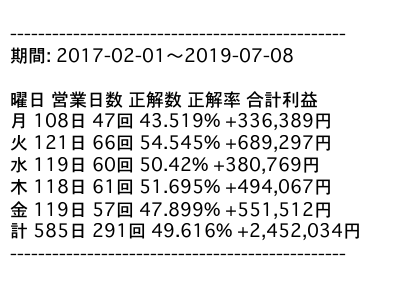 ------------------------------------------------
期間: 2017-02-01～2019-07-08
曜日 営業日数 正解数 正解率 合計利益
月 108日 47回 43.519% +336,389円
火 121日 66回 54.545% +689,297円
水 119日 60回 50.42% +380,769円
木 118日 61回 51.695% +494,067円
金 119日 57回 47.899% +551,512円
計 585日 291回 49.616% +2,452,034円
------------------------------------------------